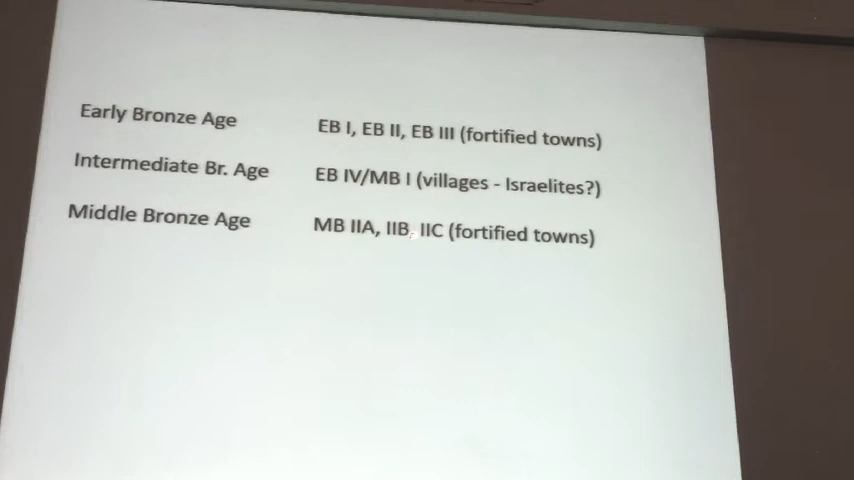 Early Bronze Age EB I, EB II, EB III (fortified towns)
Intermediate Br. Age EB IV/MB I (villages - Israelites?)
Middle Bronze Age MB IIA, IIB, IIC (fortified towns)